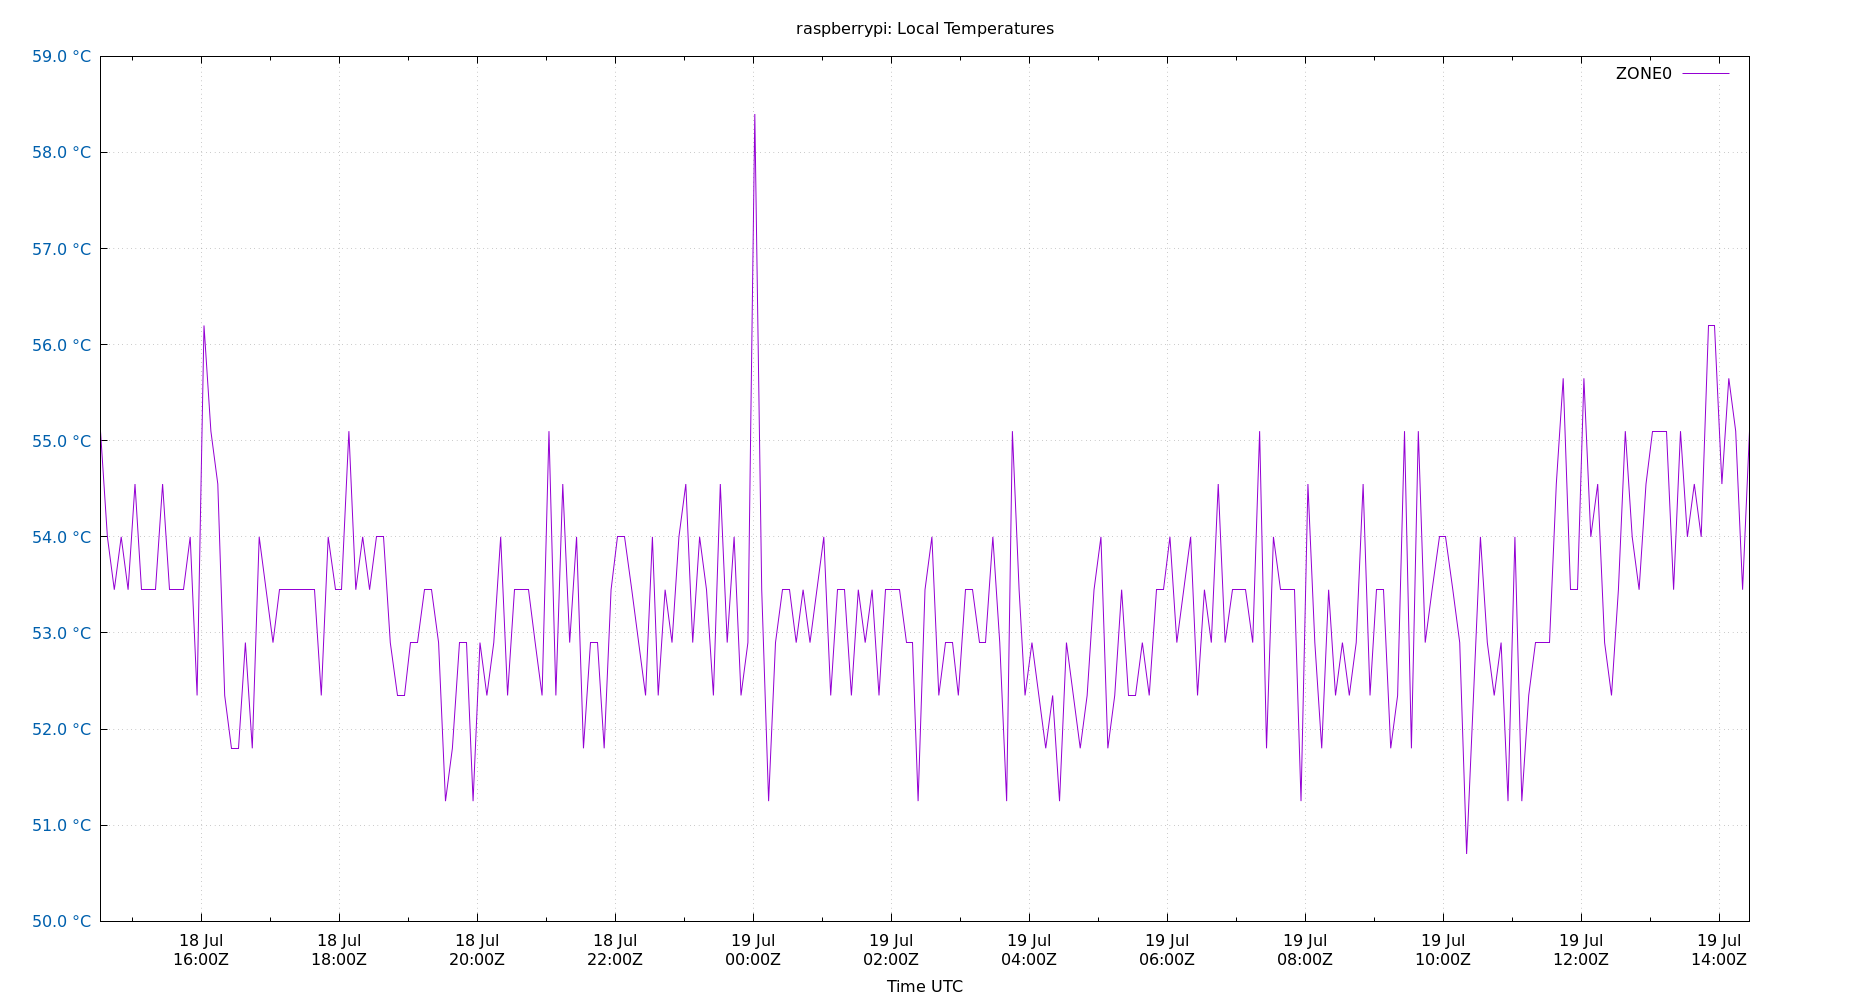 raspberrypi: Local Temperatures
59.0 °C
ZONE0
58.0 °C
57.0 °C
56.0 °C
55.0 °C
54.0 °C
53.0 °C
52.0 °C
51.0 °C
50.0 °C
18 Jul 18 Jul 18 Jul 18 Jul 19 Jul 19 Jul 19 Jul 19 Jul 19 Jul 19 Jul 19 Jul 19 Jul
16:00Z 18:00Z 20:00Z 22:00Z 00:00Z 02:00Z 04:00Z 06:00Z 08:00Z 10:00Z 12:00Z 14:00Z
Time UTC